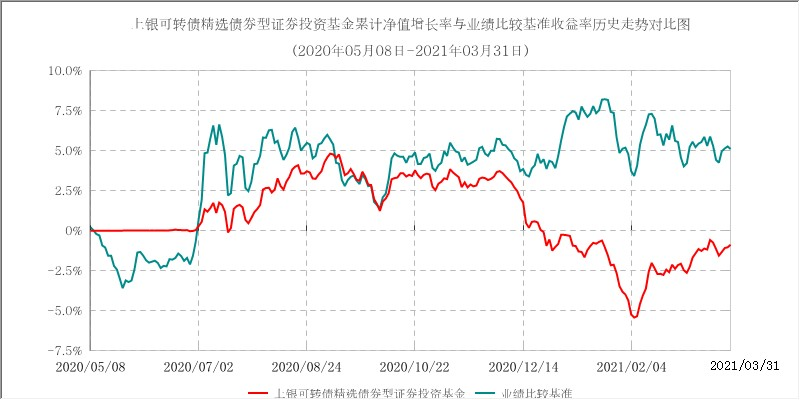 上银可转债精选债券型证券投资基金累计净值增长率与业绩比较基准收益率历史走势对比图
(2020年05月08日-2021年03月31日)
10.0%
7.5%
5.0%
2.5%
0%
-2.5%
-5.0%
-7.5%
2020/05/08 2020/07/02 2020/08/24 2020/10/22 2020/12/14 2021/02/04 2021/03/31
上银可转债精选债券型证券投资基金 业绩比较基准